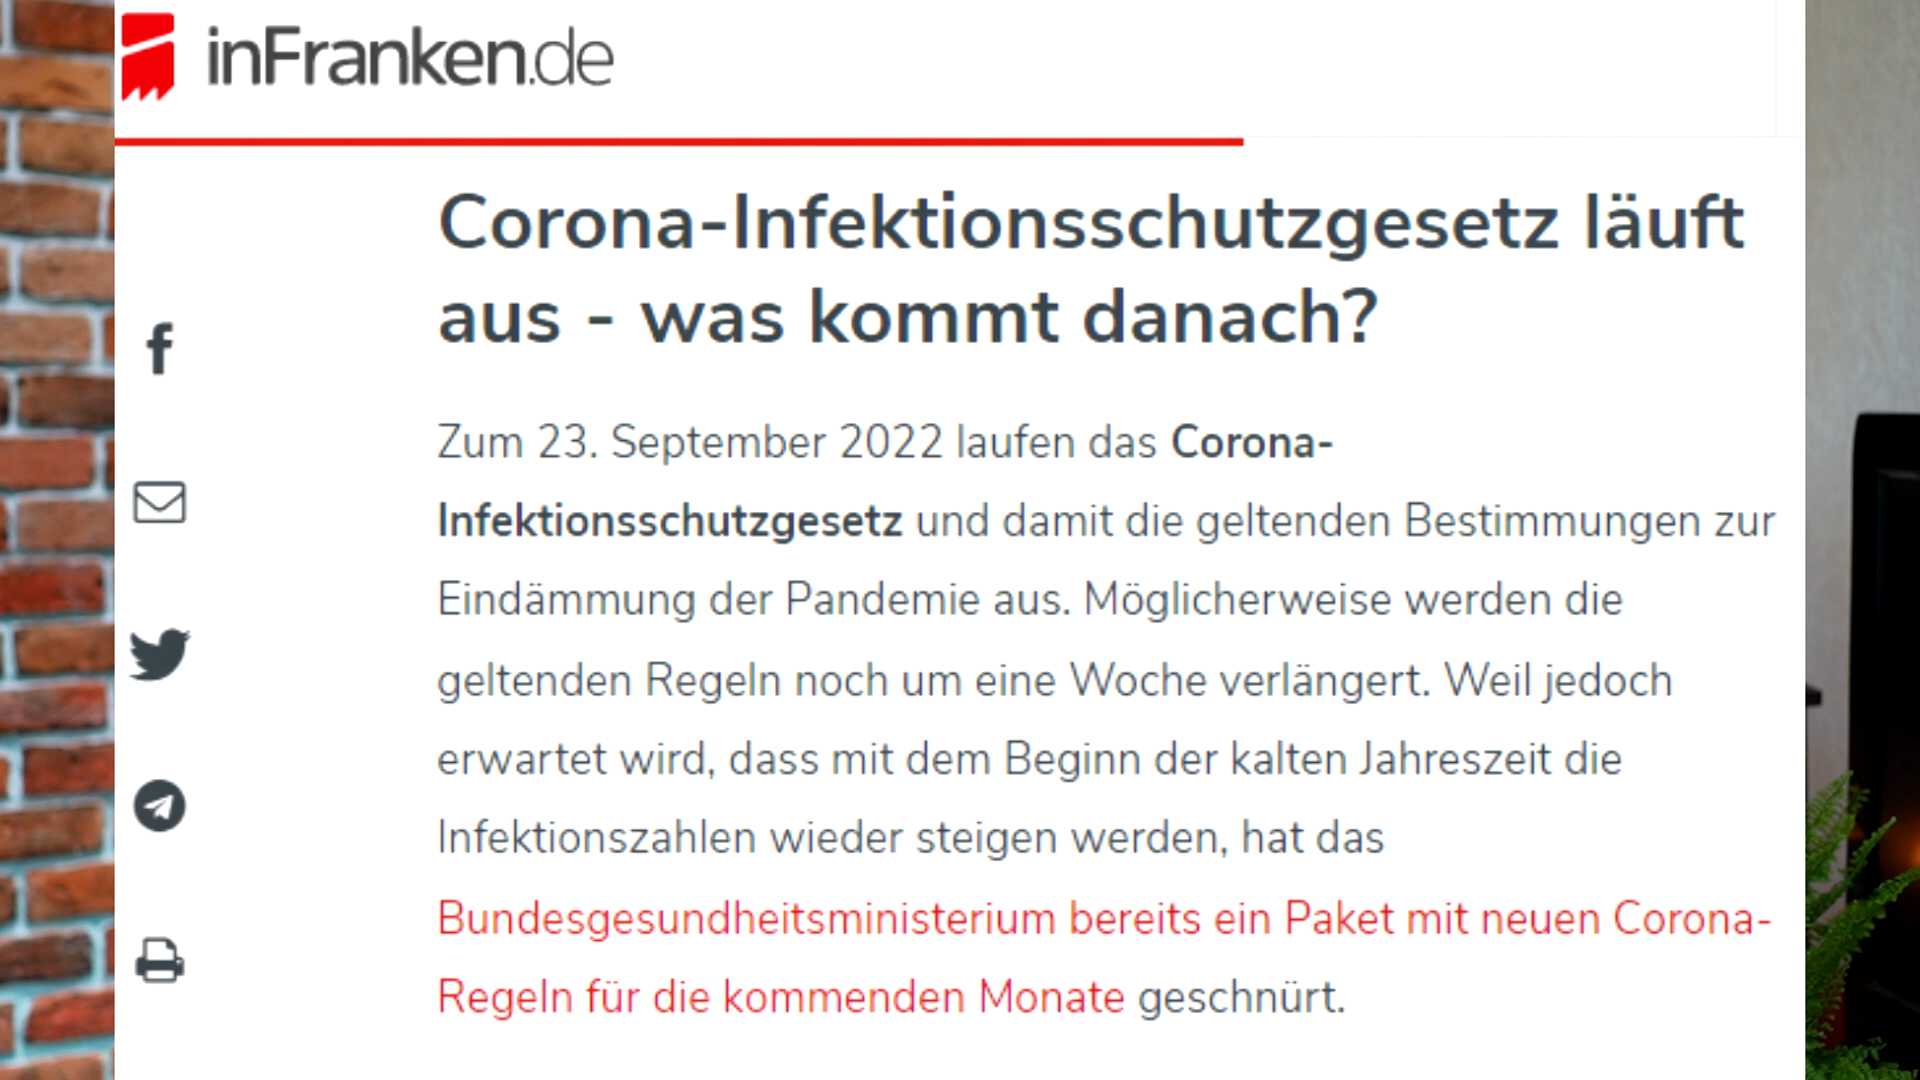 inFranken.de
Corona-Infektionsschutzgesetz läuft
aus - was kommt danach?
Zum 23. September 2022 laufen das Corona-
Infektionsschutzgesetz und damit die geltenden Bestimmungen zur
Eindämmung der Pandemie aus. Möglicherweise werden die
geltenden Regeln noch um eine Woche verlängert. Weil jedoch
erwartet wird, dass mit dem Beginn der kalten Jahreszeit die
Infektionszahlen wieder steigen werden, hat das
Bundesgesundheitsministerium bereits ein Paket mit neuen Corona-
Regeln für die kommenden Monate geschnürt.